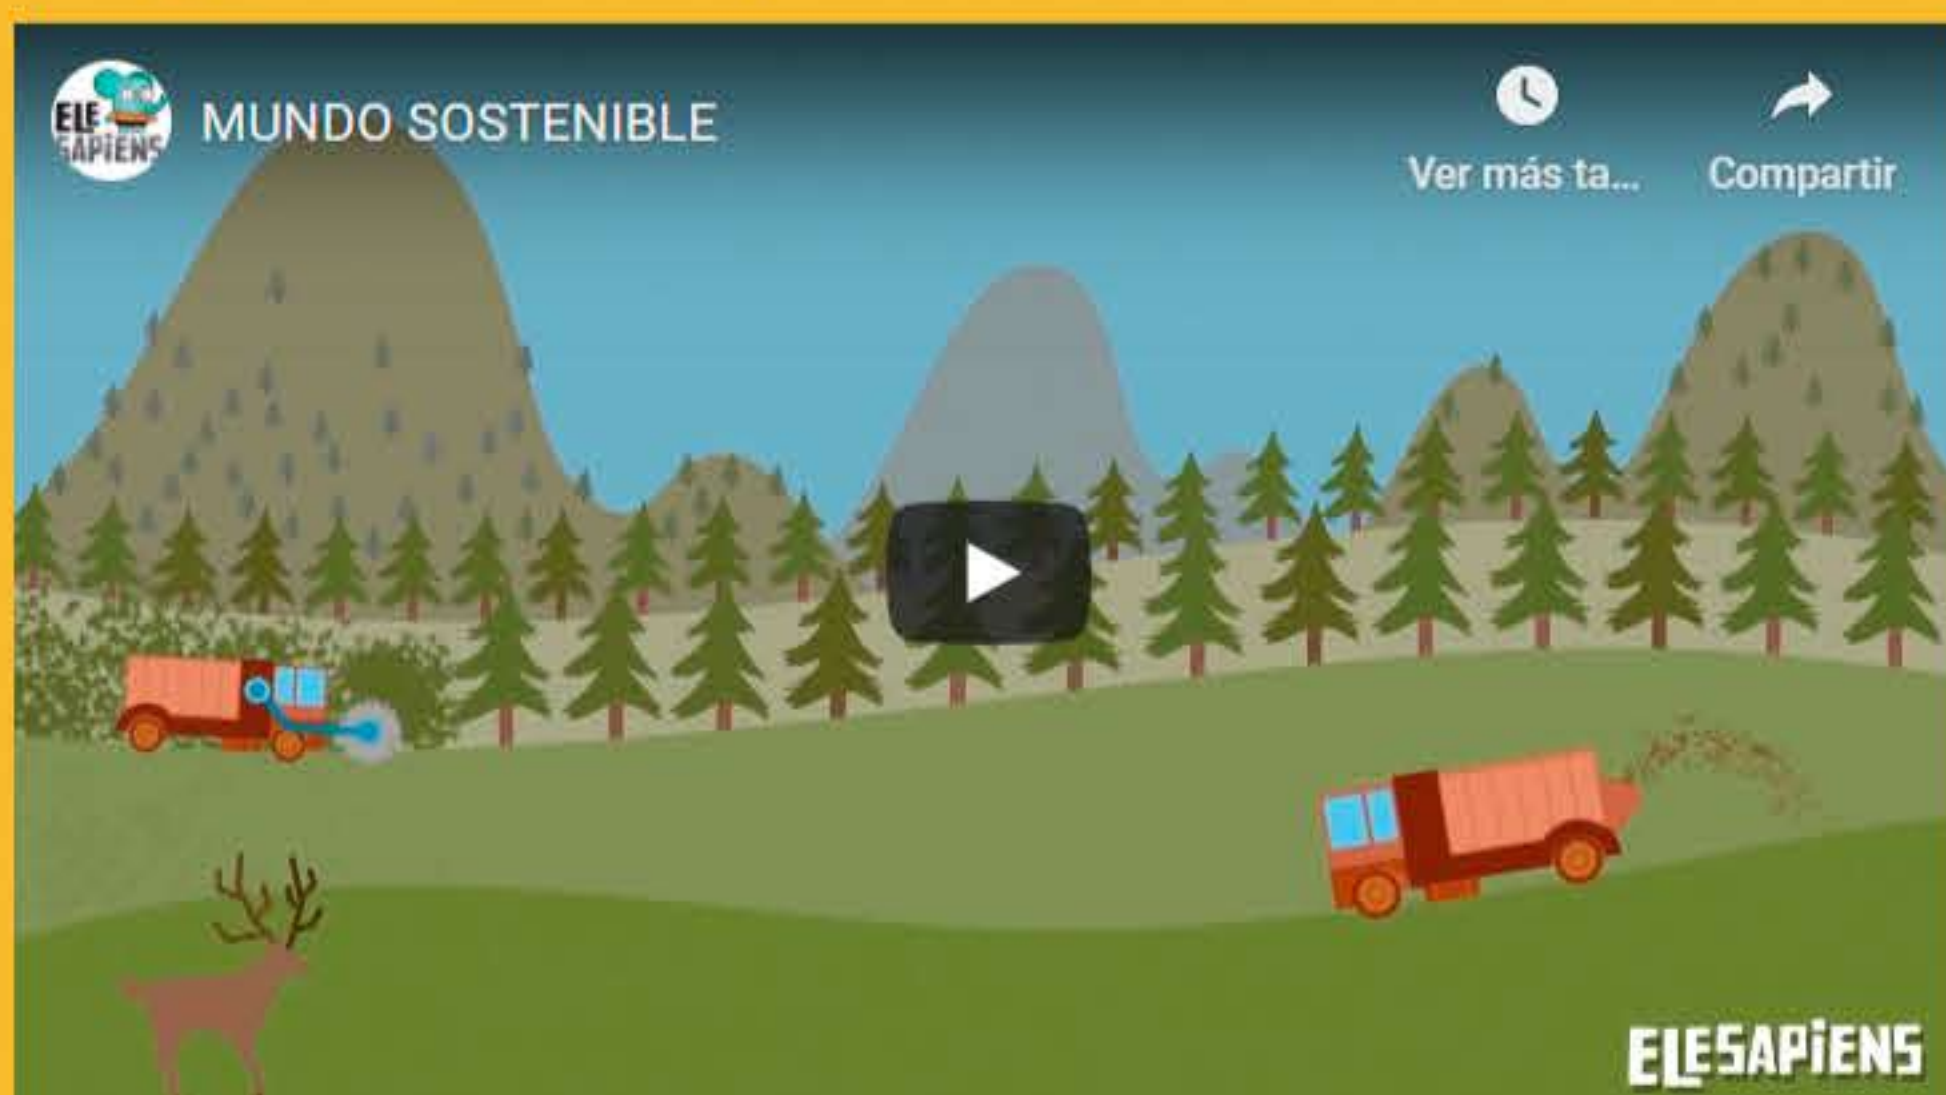 ELE
SAPiENS
MUNDO SOSTENIBLE
Ver más ta...
Compartir
ELESAPiENS